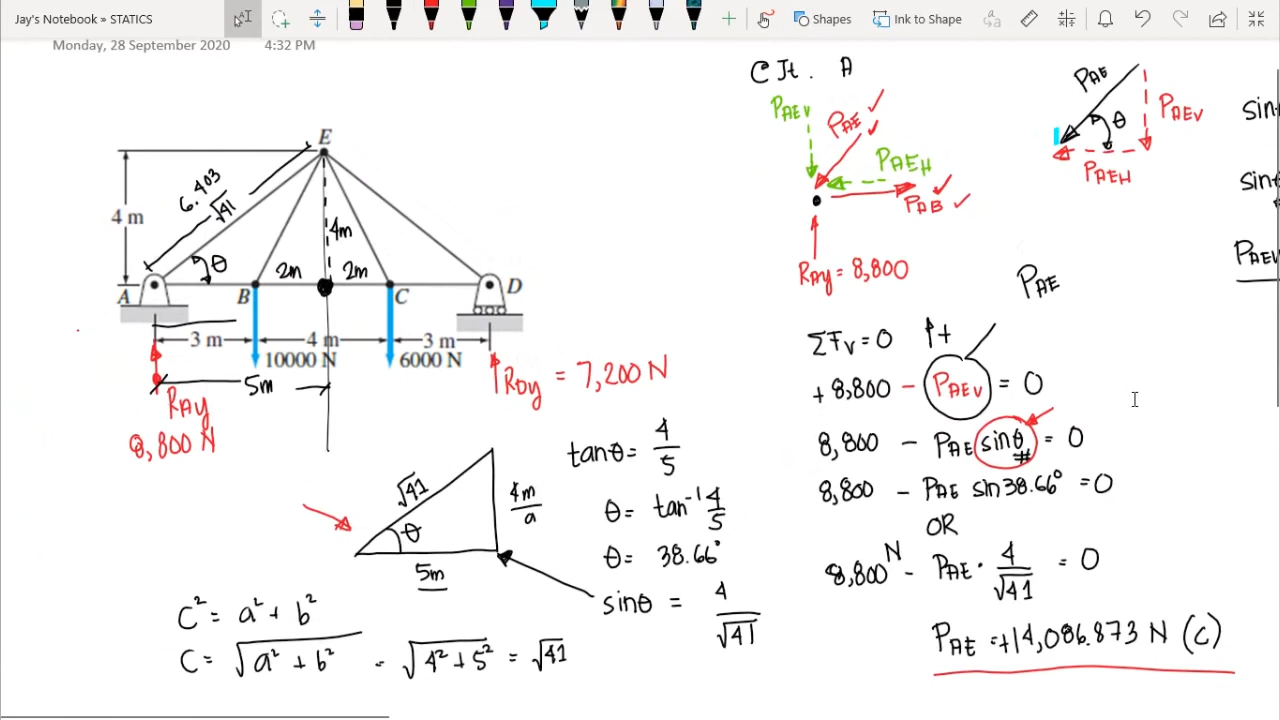 Jay's Notebook » STATICS
Shapes
Ink to Shape
Monday, 28 September 2020 4:32 PM
E
6.403
√41
4 m
4m
θ
2m 2m
A B C D
3 m 4 m 3 m
10000 N 6000 N
5m
RAY
8,800 N
RDY = 7,200 N
√41
θ
4m
a
5m
C² = a² + b²
C = √a² + b² = √4² + 5² = √41
tanθ = 4/5
θ = tan⁻¹ 4/5
θ = 38.66°
sinθ = 4/√41
@ Jt. A
PAEV
PAE
PAEH
PAB
RAY = 8,800
PAE
θ
PAEV
PAEH
PAE
ΣFV = 0 ↑+
+ 8,800 - PAEV = 0
8,800 - PAE sinθ = 0
8,800 - PAE sin 38.66° = 0
OR
8,800 N - PAE · 4/√41 = 0
PAE = +14,086.873 N (C)
PAEV